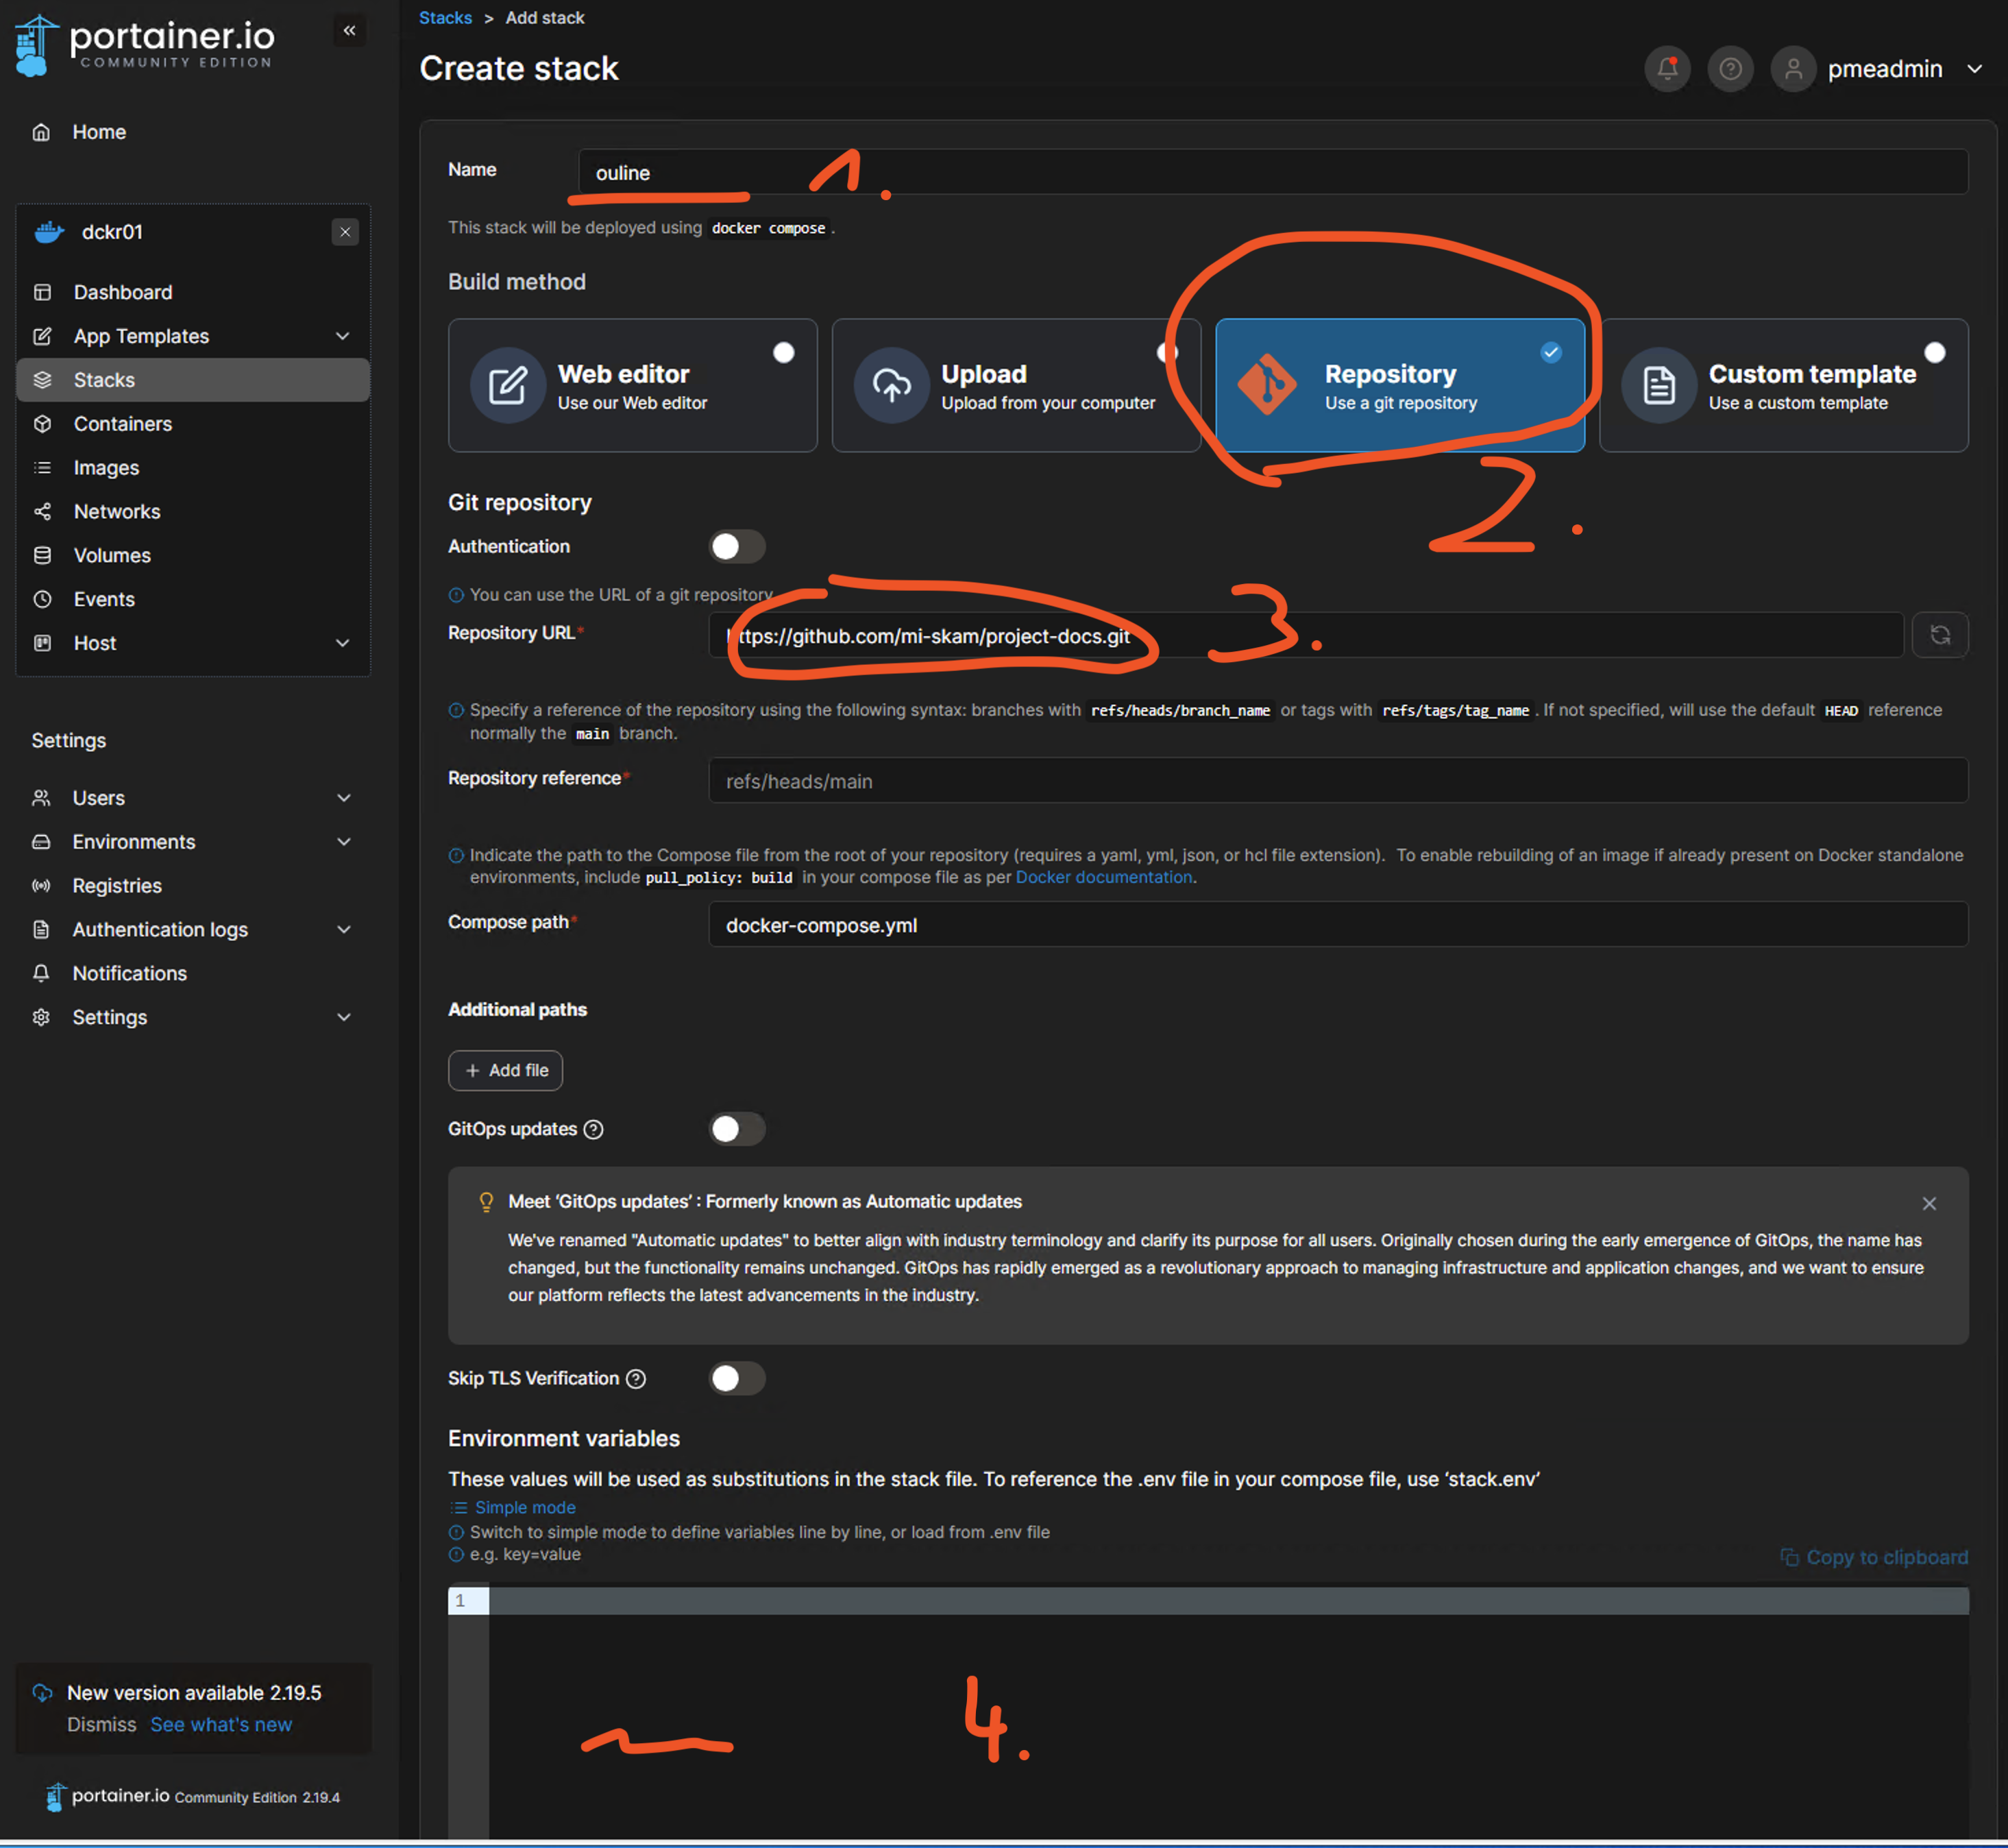 portainer.io
COMMUNITY EDITION
«
Home
dckr01
Dashboard
App Templates
Stacks
Containers
Images
Networks
Volumes
Events
Host
Settings
Users
Environments
Registries
Authentication logs
Notifications
Settings
New version available 2.19.5
Dismiss See what's new
portainer.io Community Edition 2.19.4
Stacks > Add stack
Create stack
pmeadmin
Name ouline
1.
This stack will be deployed using docker compose .
Build method
Web editor
Use our Web editor
Upload
Upload from your computer
Repository
Use a git repository
Custom template
Use a custom template
2.
Git repository
Authentication
You can use the URL of a git repository.
Repository URL* https://github.com/mi-skam/project-docs.git
3.
Specify a reference of the repository using the following syntax: branches with refs/heads/branch_name or tags with refs/tags/tag_name . If not specified, will use the default HEAD reference
normally the main branch.
Repository reference* refs/heads/main
Indicate the path to the Compose file from the root of your repository (requires a yaml, yml, json, or hcl file extension). To enable rebuilding of an image if already present on Docker standalone
environments, include pull_policy: build in your compose file as per Docker documentation.
Compose path* docker-compose.yml
Additional paths
+ Add file
GitOps updates ?
Meet ‘GitOps updates’ : Formerly known as Automatic updates
We've renamed "Automatic updates" to better align with industry terminology and clarify its purpose for all users. Originally chosen during the early emergence of GitOps, the name has
changed, but the functionality remains unchanged. GitOps has rapidly emerged as a revolutionary approach to managing infrastructure and application changes, and we want to ensure
our platform reflects the latest advancements in the industry.
Skip TLS Verification ?
Environment variables
These values will be used as substitutions in the stack file. To reference the .env file in your compose file, use ‘stack.env’
Simple mode
Switch to simple mode to define variables line by line, or load from .env file
e.g. key=value
Copy to clipboard
1
4.